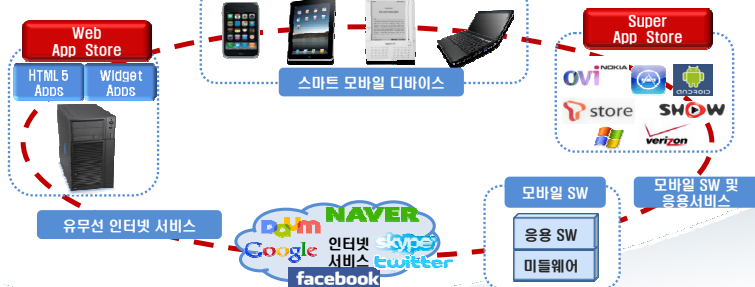 Web
App Store
HTML 5
Apps
Widget
Apps
스마트 모바일 디바이스
Super
App Store
OVI NOKIA
ANDROID
T store
SHOW
verizon
유무선 인터넷 서비스
Daum
NAVER
Google
인터넷
서비스
skype
twitter
facebook
모바일 SW
응용 SW
미들웨어
모바일 SW 및
응용서비스